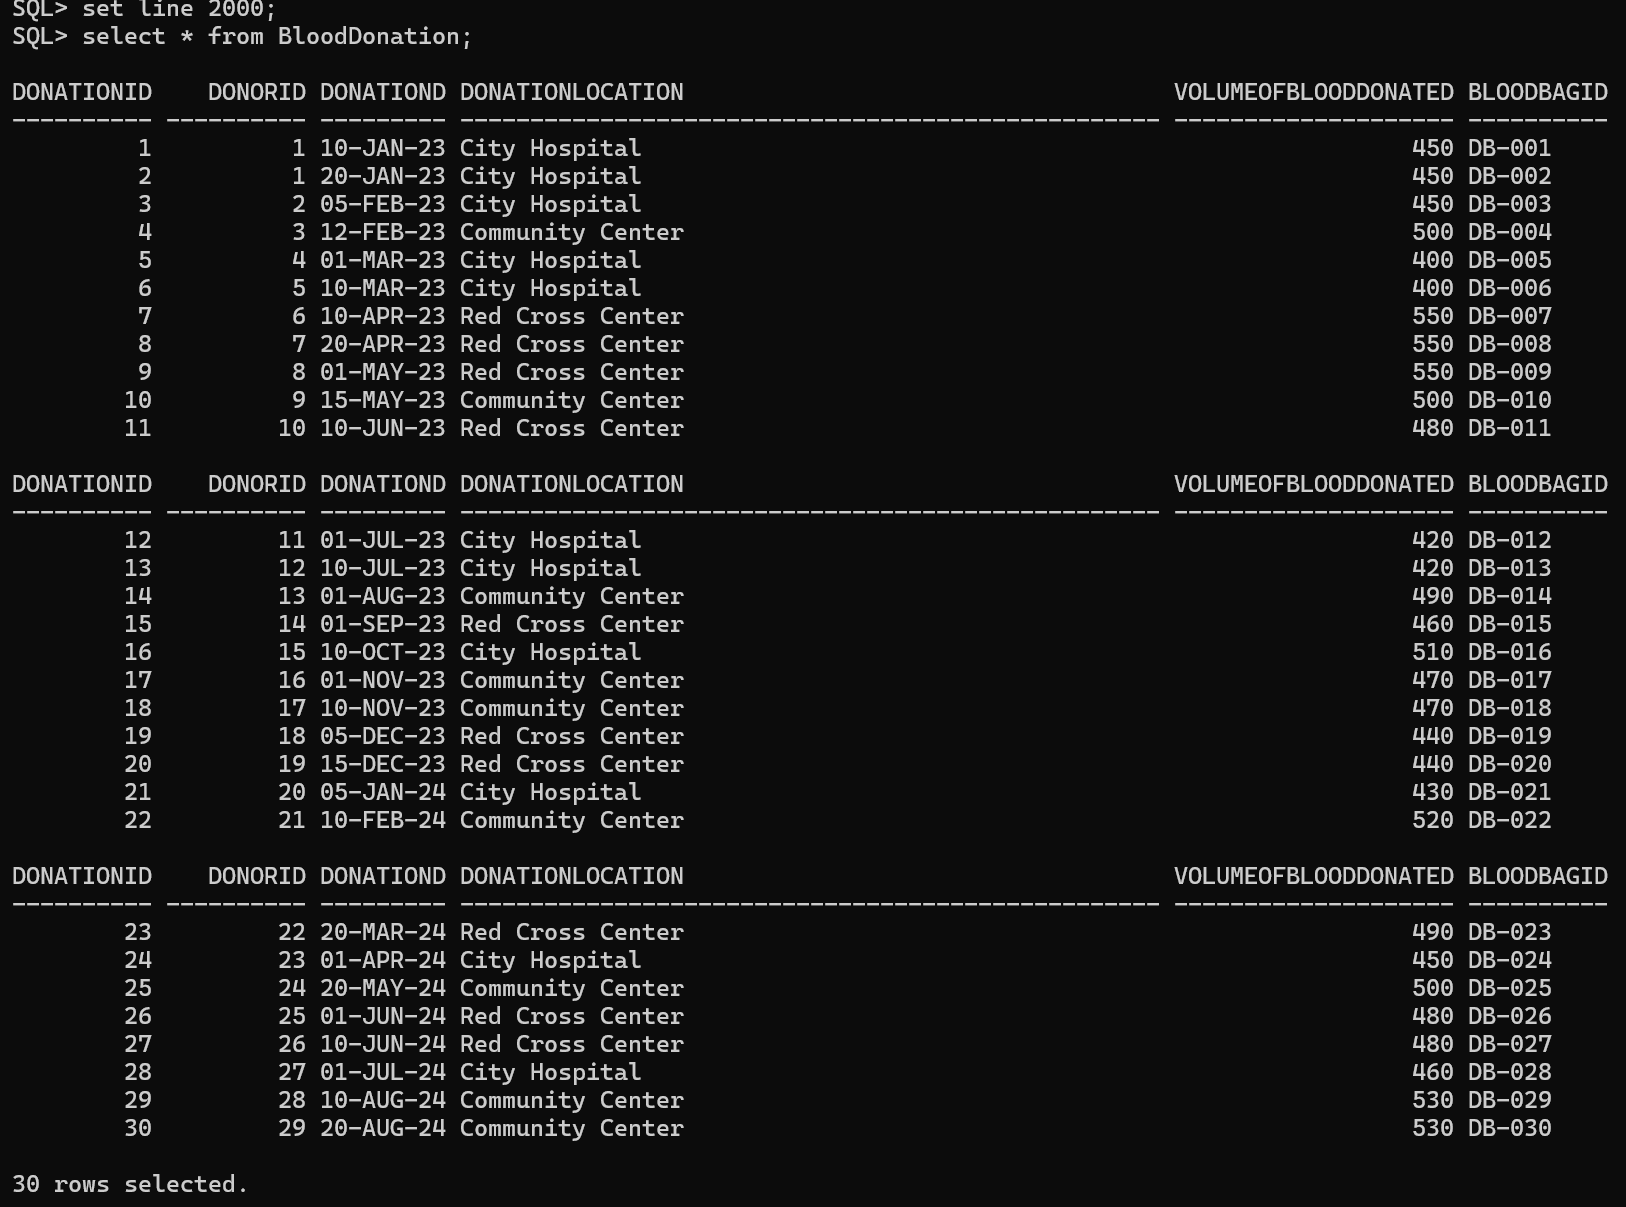 SQL> set line 2000;
SQL> select * from BloodDonation;

DONATIONID    DONORID DONATIOND DONATIONLOCATION                                   VOLUMEOFBLOODDONATED BLOODBAGID
---------- ---------- --------- -------------------------------------------------- -------------------- ----------
         1          1 10-JAN-23 City Hospital                                                       450 DB-001
         2          1 20-JAN-23 City Hospital                                                       450 DB-002
         3          2 05-FEB-23 City Hospital                                                       450 DB-003
         4          3 12-FEB-23 Community Center                                                    500 DB-004
         5          4 01-MAR-23 City Hospital                                                       400 DB-005
         6          5 10-MAR-23 City Hospital                                                       400 DB-006
         7          6 10-APR-23 Red Cross Center                                                    550 DB-007
         8          7 20-APR-23 Red Cross Center                                                    550 DB-008
         9          8 01-MAY-23 Red Cross Center                                                    550 DB-009
        10          9 15-MAY-23 Community Center                                                    500 DB-010
        11         10 10-JUN-23 Red Cross Center                                                    480 DB-011

DONATIONID    DONORID DONATIOND DONATIONLOCATION                                   VOLUMEOFBLOODDONATED BLOODBAGID
---------- ---------- --------- -------------------------------------------------- -------------------- ----------
        12         11 01-JUL-23 City Hospital                                                       420 DB-012
        13         12 10-JUL-23 City Hospital                                                       420 DB-013
        14         13 01-AUG-23 Community Center                                                    490 DB-014
        15         14 01-SEP-23 Red Cross Center                                                    460 DB-015
        16         15 10-OCT-23 City Hospital                                                       510 DB-016
        17         16 01-NOV-23 Community Center                                                    470 DB-017
        18         17 10-NOV-23 Community Center                                                    470 DB-018
        19         18 05-DEC-23 Red Cross Center                                                    440 DB-019
        20         19 15-DEC-23 Red Cross Center                                                    440 DB-020
        21         20 05-JAN-24 City Hospital                                                       430 DB-021
        22         21 10-FEB-24 Community Center                                                    520 DB-022

DONATIONID    DONORID DONATIOND DONATIONLOCATION                                   VOLUMEOFBLOODDONATED BLOODBAGID
---------- ---------- --------- -------------------------------------------------- -------------------- ----------
        23         22 20-MAR-24 Red Cross Center                                                    490 DB-023
        24         23 01-APR-24 City Hospital                                                       450 DB-024
        25         24 20-MAY-24 Community Center                                                    500 DB-025
        26         25 01-JUN-24 Red Cross Center                                                    480 DB-026
        27         26 10-JUN-24 Red Cross Center                                                    480 DB-027
        28         27 01-JUL-24 City Hospital                                                       460 DB-028
        29         28 10-AUG-24 Community Center                                                    530 DB-029
        30         29 20-AUG-24 Community Center                                                    530 DB-030

30 rows selected.